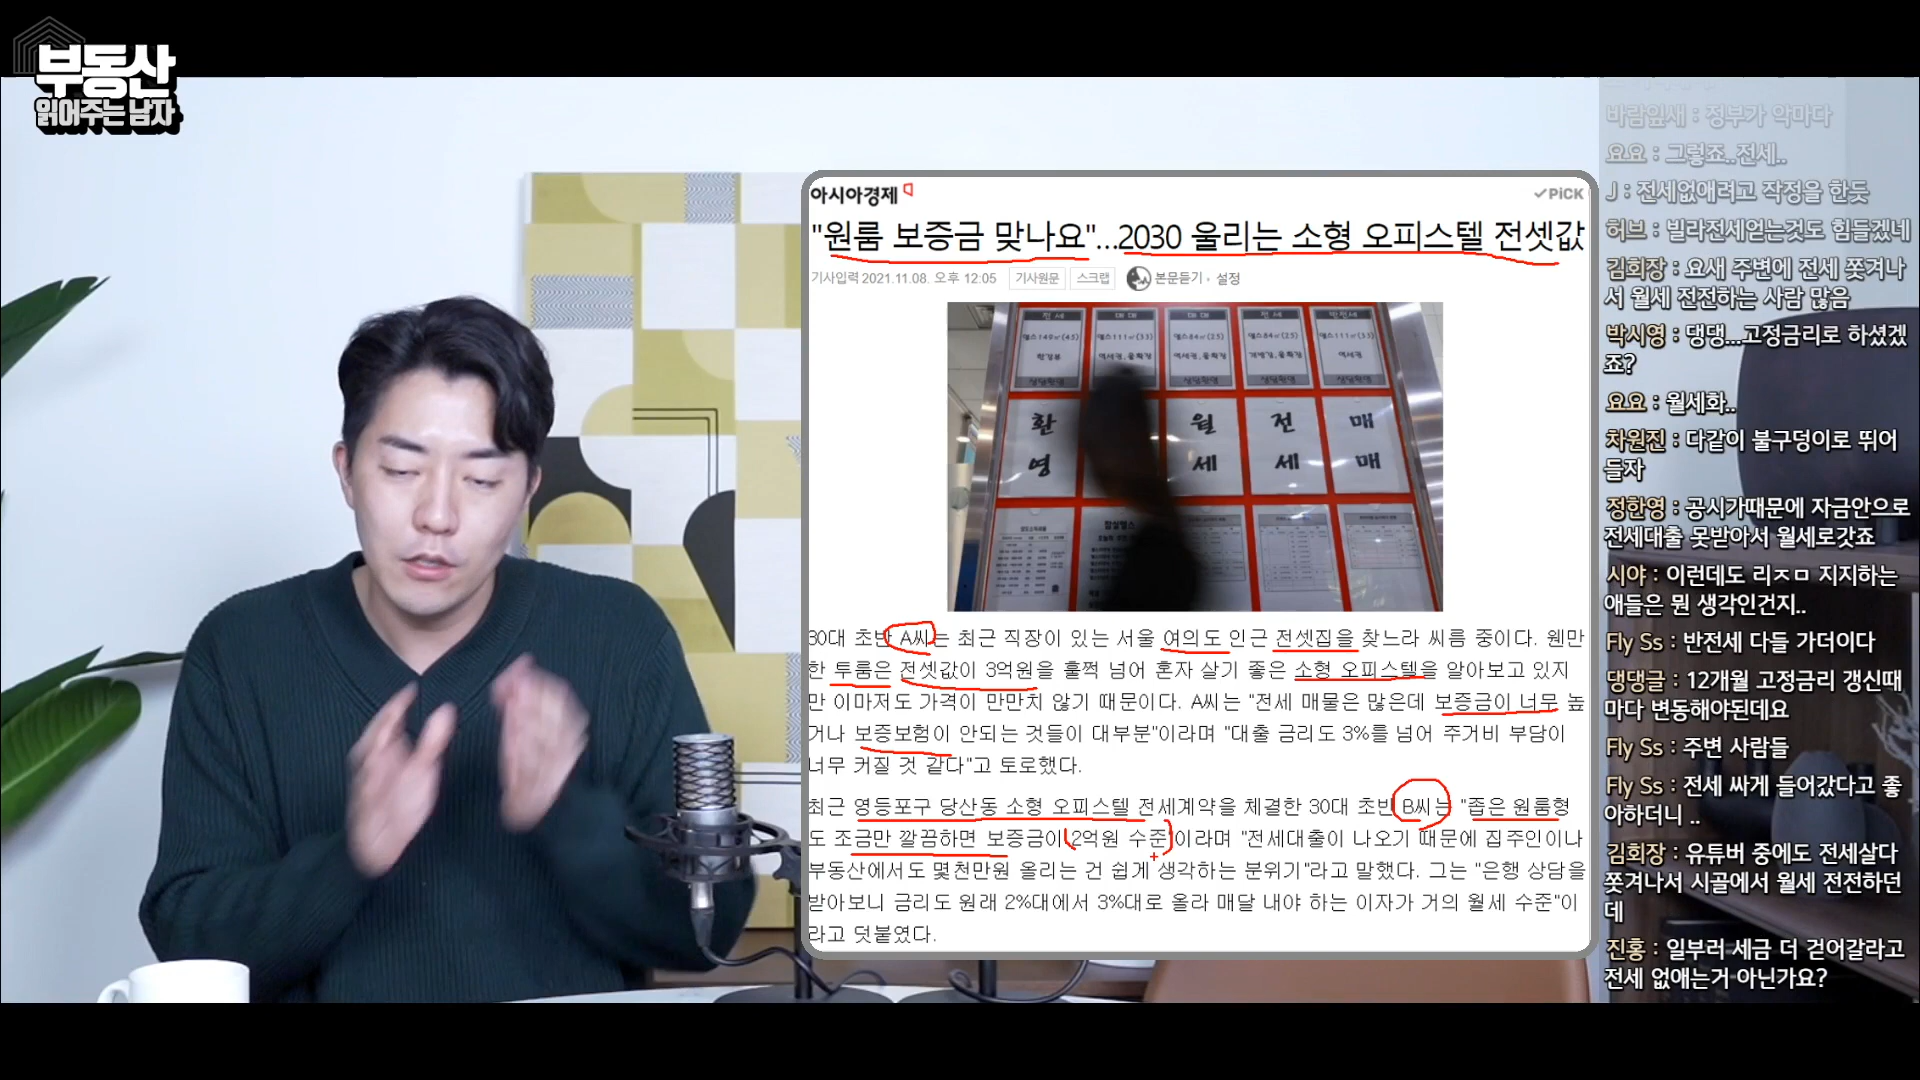 부동산
읽어주는 남자
아시아경제
PiCK
"원룸 보증금 맞나요"...2030 울리는 소형 오피스텔 전셋값
기사입력 2021.11.08. 오후 12:05 기사원문 스크랩 본문듣기 · 설정
전세 매매 매매 전세 반전세
환 월 전 매
영 세 세 매
30대 초반 A씨는 최근 직장이 있는 서울 여의도 인근 전셋집을 찾느라 씨름 중이다. 웬만
한 투룸은 전셋값이 3억원을 훌쩍 넘어 혼자 살기 좋은 소형 오피스텔을 알아보고 있지
만 이마저도 가격이 만만치 않기 때문이다. A씨는 "전세 매물은 많은데 보증금이 너무 높
거나 보증보험이 안되는 것들이 대부분"이라며 "대출 금리도 3%를 넘어 주거비 부담이
너무 커질 것 같다"고 토로했다.
최근 영등포구 당산동 소형 오피스텔 전세계약을 체결한 30대 초반 B씨는 "좁은 원룸형
도 조금만 깔끔하면 보증금이 2억원 수준"이라며 "전세대출이 나오기 때문에 집주인이나
부동산에서도 몇천만원 올리는 건 쉽게 생각하는 분위기"라고 말했다. 그는 "은행 상담을
받아보니 금리도 원래 2%대에서 3%대로 올라 매달 내야 하는 이자가 거의 월세 수준"이
라고 덧붙였다.
바람잎새 : 정부가 악마다
요요 : 그렇죠..전세..
J : 전세없애려고 작정을 한듯
허브 : 빌라전세얻는것도 힘들겠네
김회장 : 요새 주변에 전세 쫓겨나
서 월세 전전하는 사람 많음
박시영 : 댕댕...고정금리로 하셨겠
죠?
요요 : 월세화..
차원진 : 다같이 불구덩이로 뛰어
들자
정한영 : 공시가때문에 자금안으로
전세대출 못받아서 월세로갓죠
시야 : 이런데도 리ㅈㅁ 지지하는
애들은 뭔 생각인건지..
Fly Ss : 반전세 다들 가더이다
댕댕글 : 12개월 고정금리 갱신때
마다 변동해야된데요
Fly Ss : 주변 사람들
Fly Ss : 전세 싸게 들어갔다고 좋
아하더니 ..
김회장 : 유튜버 중에도 전세살다
쫓겨나서 시골에서 월세 전전하던
데
진홍 : 일부러 세금 더 걷어갈라고
전세 없애는거 아닌가요?